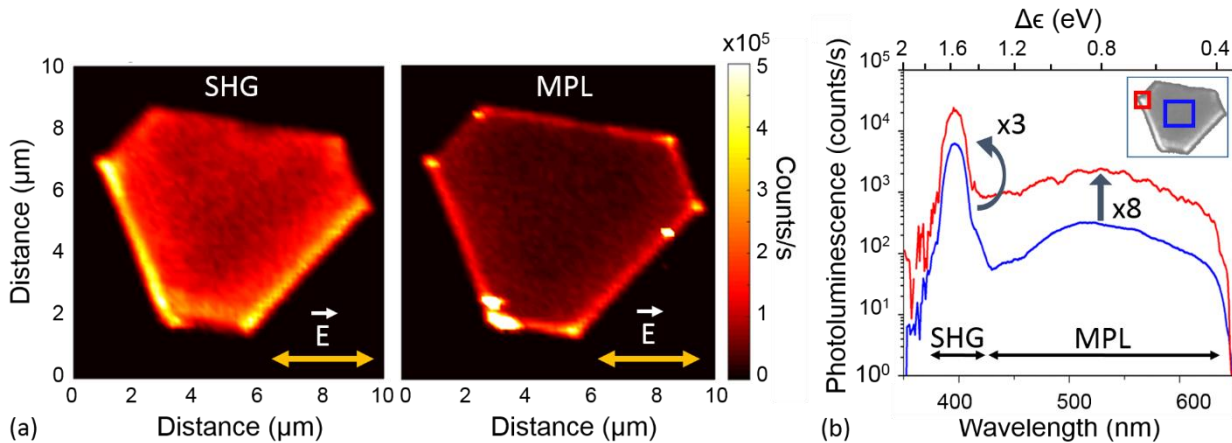 SHG
MPL
E
E
10
8
6
4
2
0
Distance (µm)
0 2 4 6 8 10
Distance (µm)
0 2 4 6 8 10
Distance (µm)
x10⁵
5
4
3
2
1
0
Counts/s
(a)
Δϵ (eV)
2 1.6 1.2 0.8 0.4
10⁵
10⁴
10³
10²
10¹
10⁰
Photoluminescence (counts/s)
x3
x8
SHG
MPL
400 500 600
Wavelength (nm)
(b)